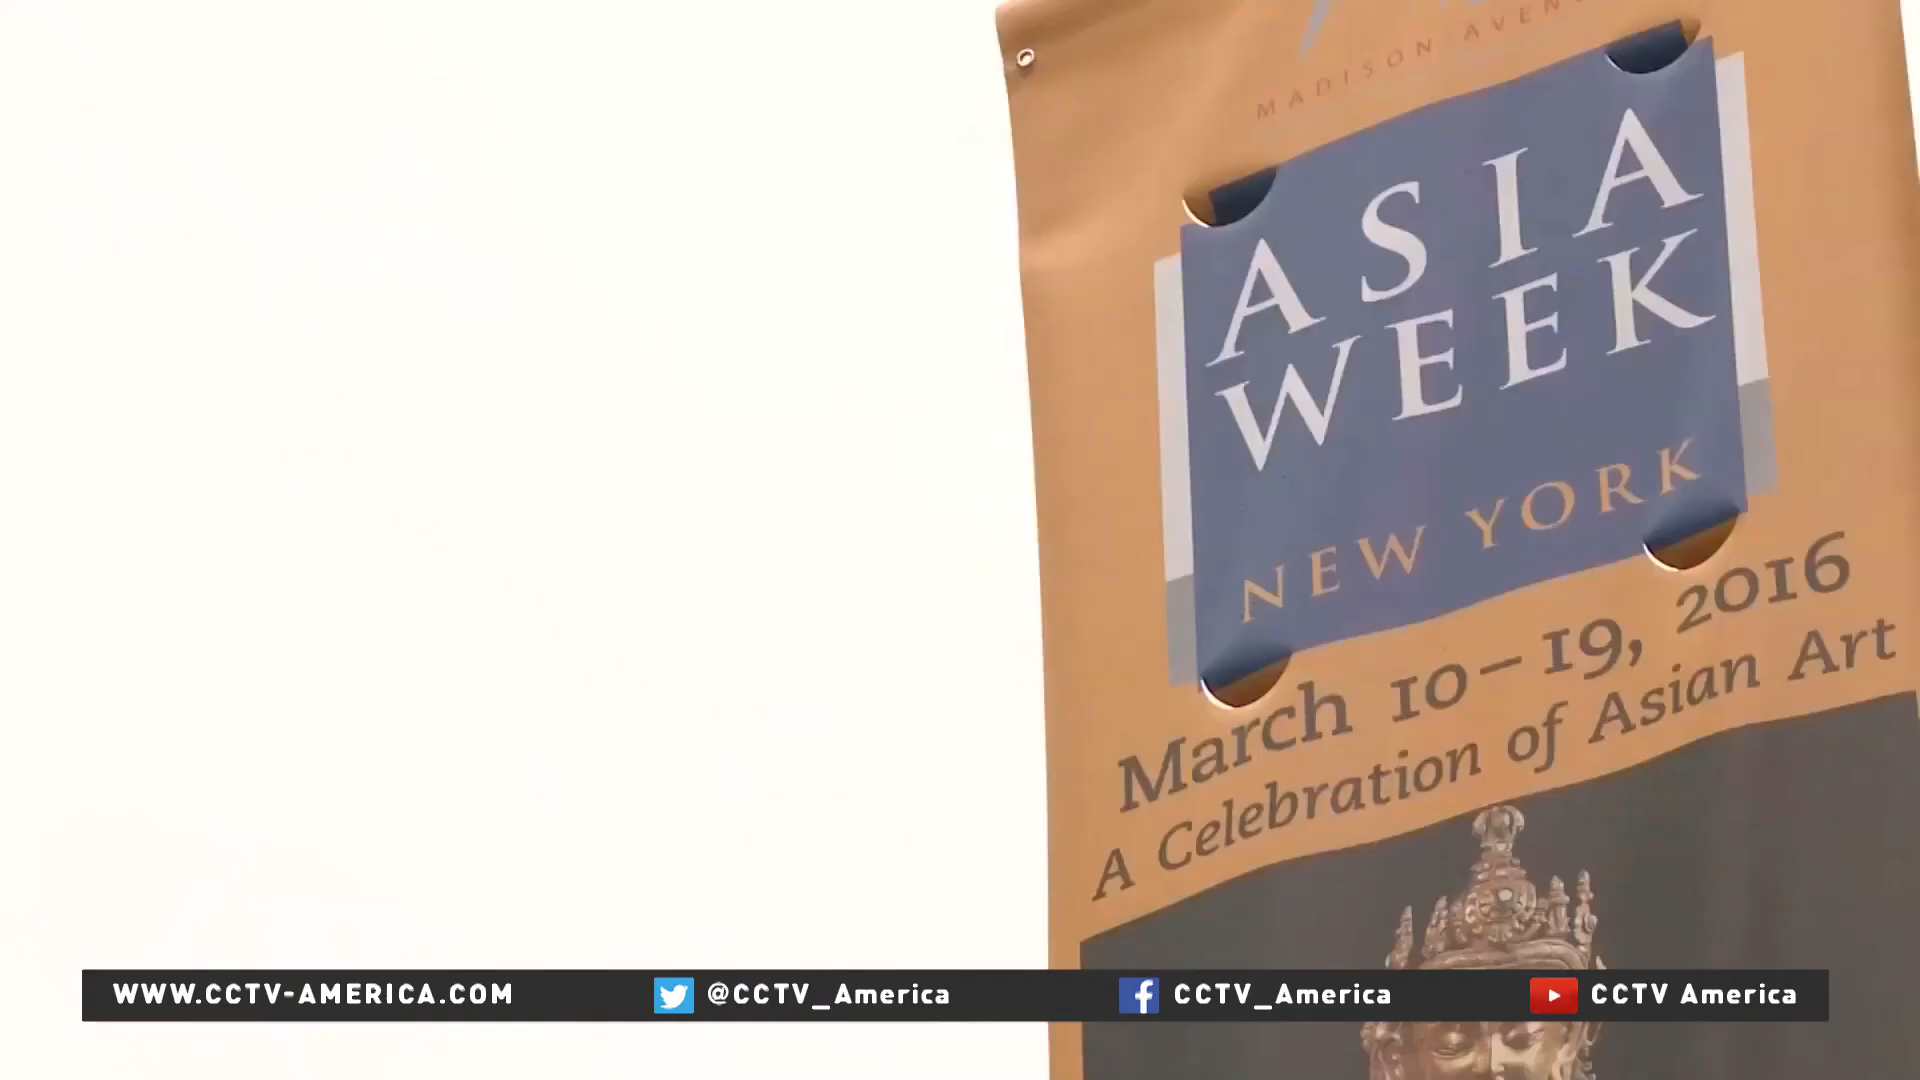 MADISON AVEN
ASIA
WEEK
NEW YORK
March 10–19, 2016
A Celebration of Asian Art
WWW.CCTV-AMERICA.COM @CCTV_America CCTV_America CCTV America